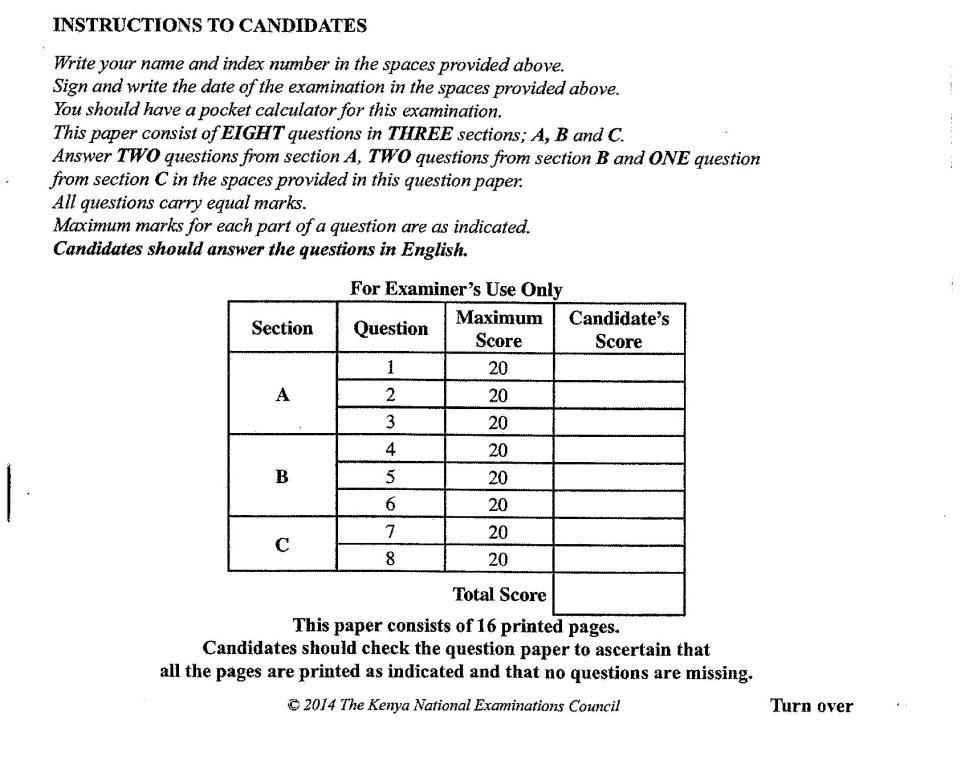 INSTRUCTIONS TO CANDIDATES
Write your name and index number in the spaces provided above.
Sign and write the date of the examination in the spaces provided above.
You should have a pocket calculator for this examination.
This paper consist of EIGHT questions in THREE sections; A, B and C.
Answer TWO questions from section A, TWO questions from section B and ONE question
from section C in the spaces provided in this question paper.
All questions carry equal marks.
Maximum marks for each part of a question are as indicated.
Candidates should answer the questions in English.
For Examiner's Use Only
Section Question Maximum Score Candidate's Score
1 20
A 2 20
3 20
4 20
B 5 20
6 20
C 7 20
8 20
Total Score
This paper consists of 16 printed pages.
Candidates should check the question paper to ascertain that
all the pages are printed as indicated and that no questions are missing.
© 2014 The Kenya National Examinations Council Turn over